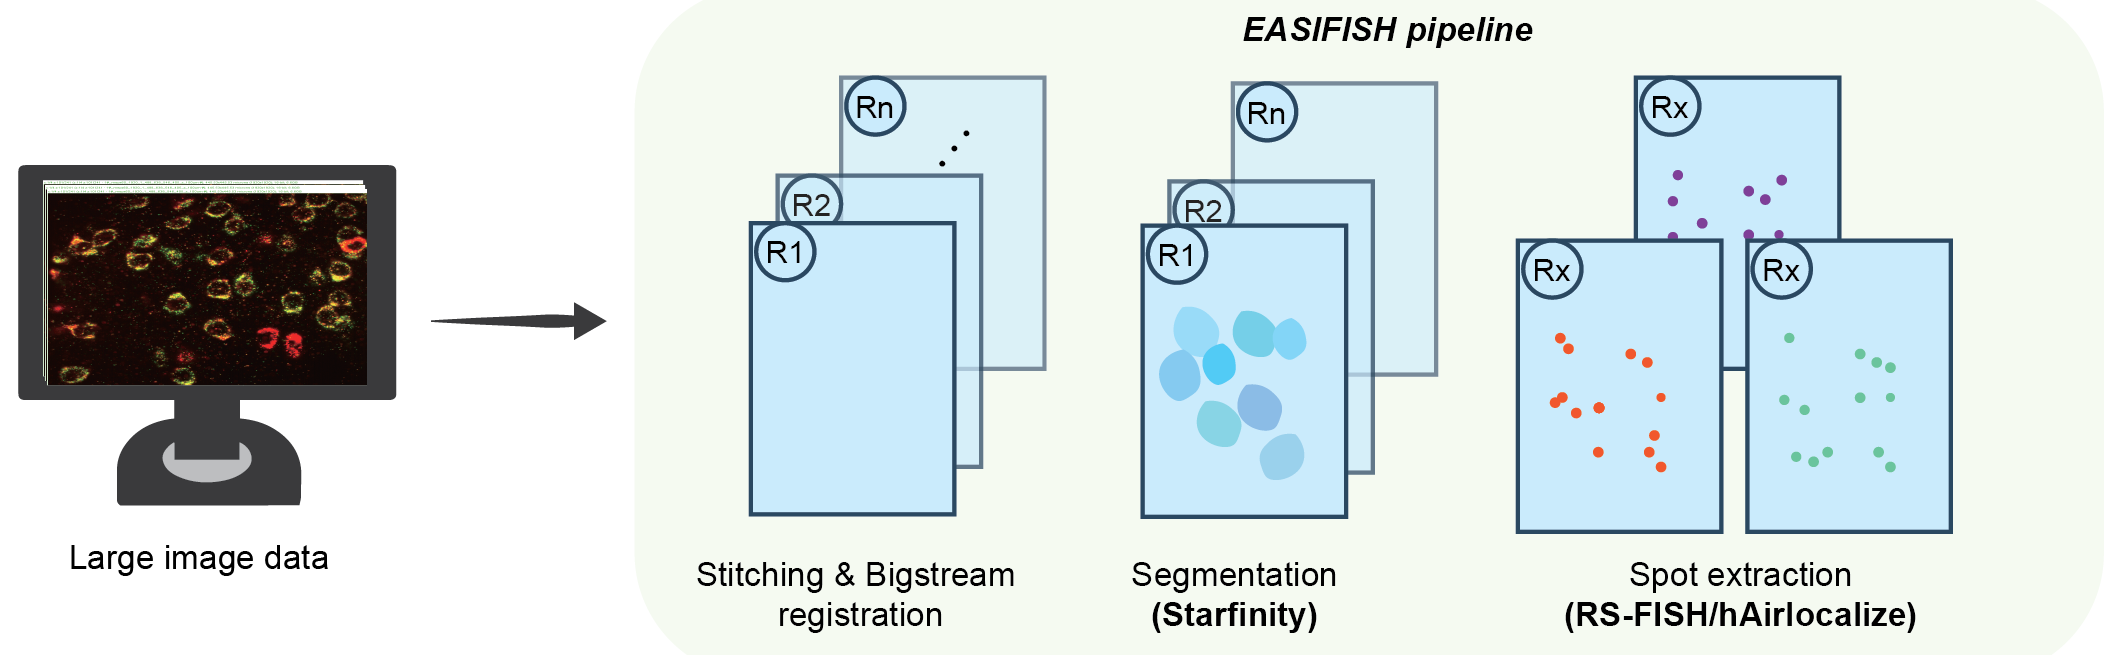 EASIFISH pipeline
Rn
R2
R1
Rn
R2
R1
Rx
Rx
Rx
Large image data
Stitching & Bigstream
registration
Segmentation
(Starfinity)
Spot extraction
(RS-FISH/hAirlocalize)